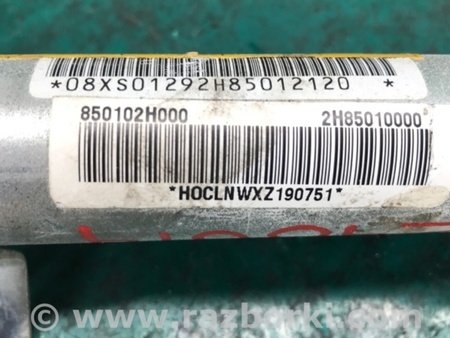 *08XS01292H85012120 *
850102H000 2H85010000
*HOCLNWXZ190751*
www.razborki.com